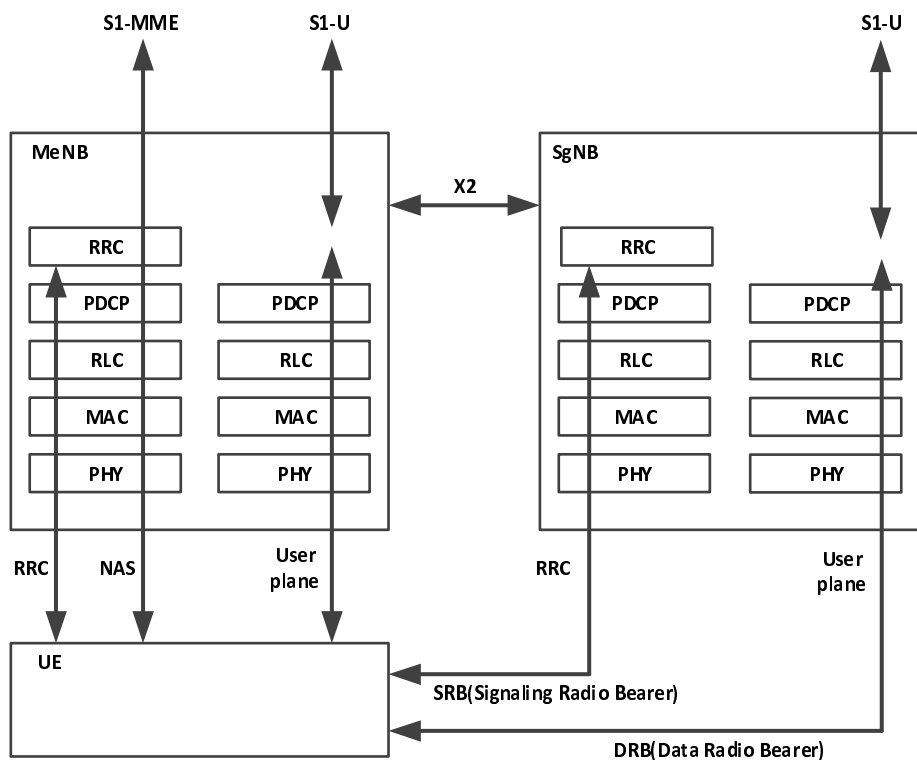 S1-MME
S1-U
S1-U
MeNB
SgNB
X2
RRC
RRC
PDCP
PDCP
PDCP
PDCP
RLC
RLC
RLC
RLC
MAC
MAC
MAC
MAC
PHY
PHY
PHY
PHY
RRC
NAS
User
plane
RRC
User
plane
UE
SRB(Signaling Radio Bearer)
DRB(Data Radio Bearer)